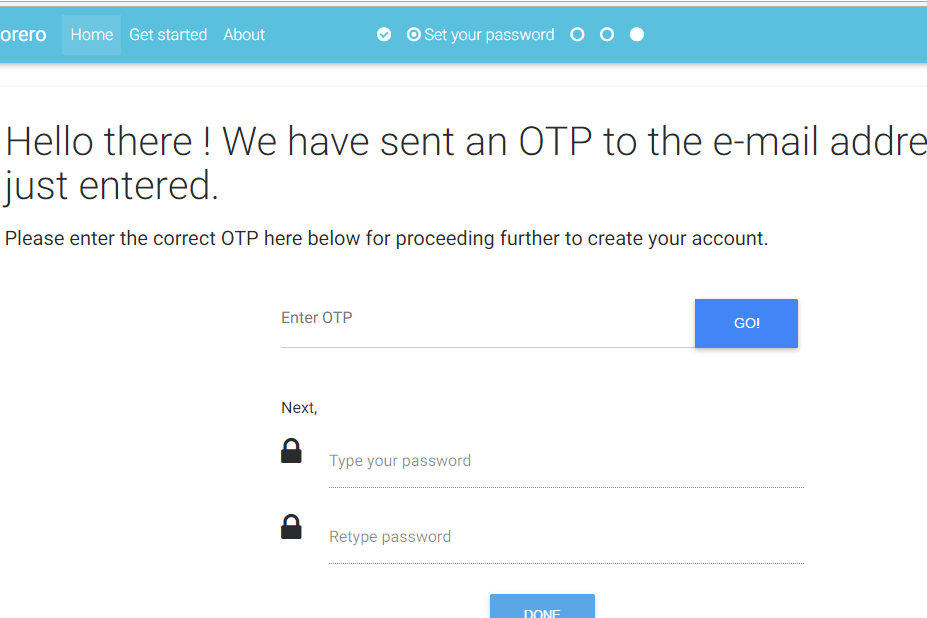 orero Home Get started About Set your password
Hello there ! We have sent an OTP to the e-mail addre
just entered.
Please enter the correct OTP here below for proceeding further to create your account.
Enter OTP
GO!
Next,
Type your password
Retype password
DONE